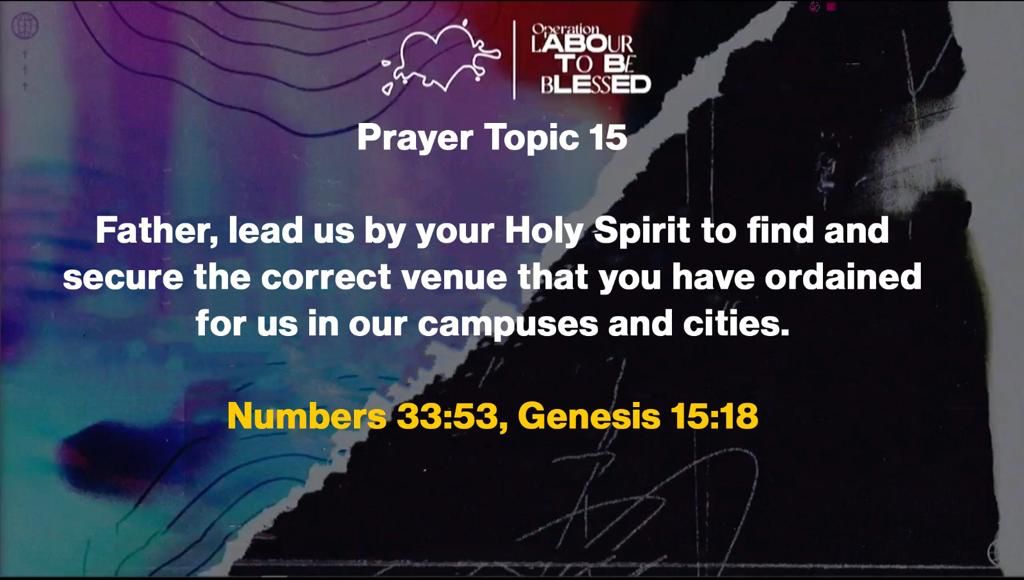 Operation
LABOUR
TO BE
BLESSED
Prayer Topic 15
Father, lead us by your Holy Spirit to find and
secure the correct venue that you have ordained
for us in our campuses and cities.
Numbers 33:53, Genesis 15:18